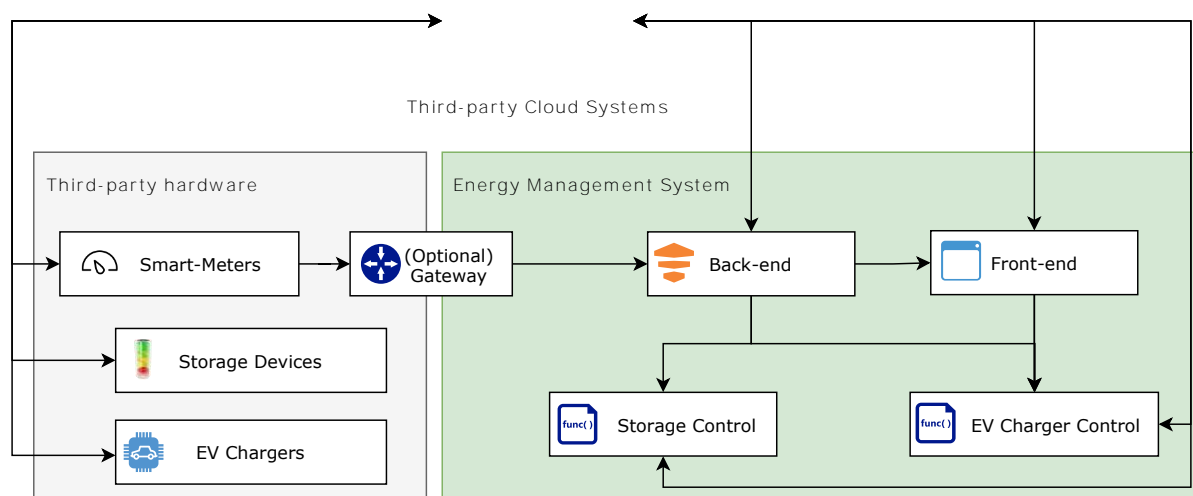 Third-party Cloud Systems
Third-party hardware
Energy Management System
Smart-Meters
(Optional)
Gateway
Back-end
Front-end
Storage Devices
func( )
Storage Control
func( )
EV Charger Control
EV Chargers